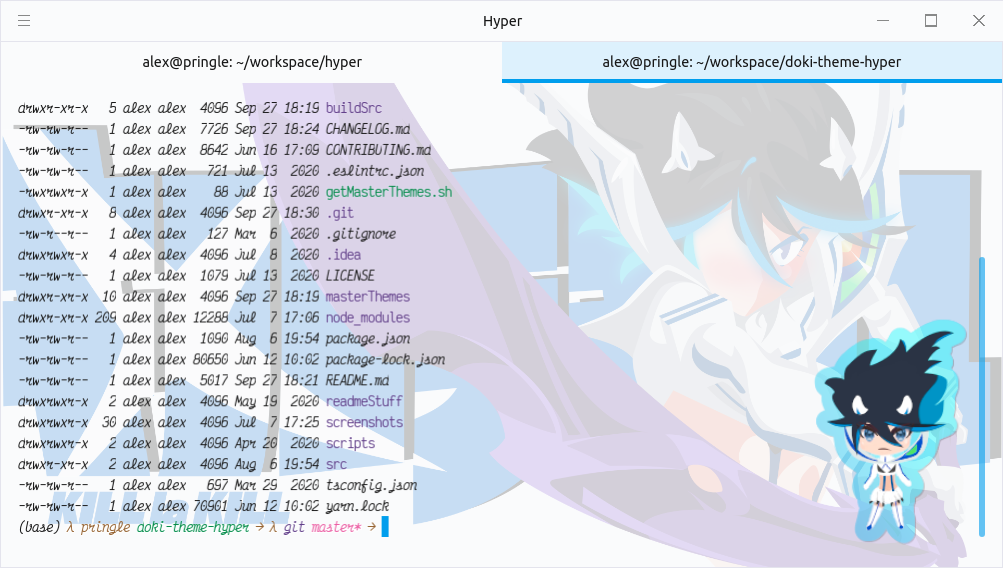 Hyper
alex@pringle: ~/workspace/hyper alex@pringle: ~/workspace/doki-theme-hyper
drwxr-xr-x 5 alex alex 4096 Sep 27 18:19 buildSrc
-rw-rw-r-- 1 alex alex 7726 Sep 27 18:24 CHANGELOG.md
-rw-rw-r-- 1 alex alex 8642 Jun 16 17:09 CONTRIBUTING.md
-rw-rw-r-- 1 alex alex 721 Jul 13 2020 .eslintrc.json
-rwxrwxr-x 1 alex alex 88 Jul 13 2020 getMasterThemes.sh
drwxrwxr-x 8 alex alex 4096 Sep 27 18:30 .git
-rw-r--r-- 1 alex alex 127 Mar 6 2020 .gitignore
drwxrwxr-x 4 alex alex 4096 Jul 8 2020 .idea
-rw-rw-r-- 1 alex alex 1079 Jul 13 2020 LICENSE
drwxrwxr-x 10 alex alex 4096 Sep 27 18:19 masterThemes
drwxrwxr-x 209 alex alex 12288 Jul 7 17:06 node_modules
-rw-rw-r-- 1 alex alex 1090 Aug 6 19:54 package.json
-rw-rw-r-- 1 alex alex 80650 Jun 12 10:02 package-lock.json
-rw-rw-r-- 1 alex alex 5017 Sep 27 18:21 README.md
drwxrwxr-x 2 alex alex 4096 May 19 2020 readmeStuff
drwxrwxr-x 30 alex alex 4096 Jul 7 17:25 screenshots
drwxrwxr-x 2 alex alex 4096 Apr 20 2020 scripts
drwxrwxr-x 2 alex alex 4096 Aug 6 19:54 src
-rw-rw-r-- 1 alex alex 697 Mar 29 2020 tsconfig.json
-rw-rw-r-- 1 alex alex 70901 Jun 12 10:02 yarn.lock
KILL la KILL
(base) λ pringle doki-theme-hyper → λ git master* →